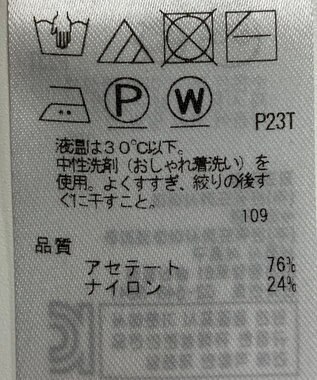 P W
P23T
液温は30℃以下。
中性洗剤(おしゃれ着洗い)を
使用。よくすすぎ、絞りの後す
ぐに干すこと。
109
品質
アセテート 76%
ナイロン 24%